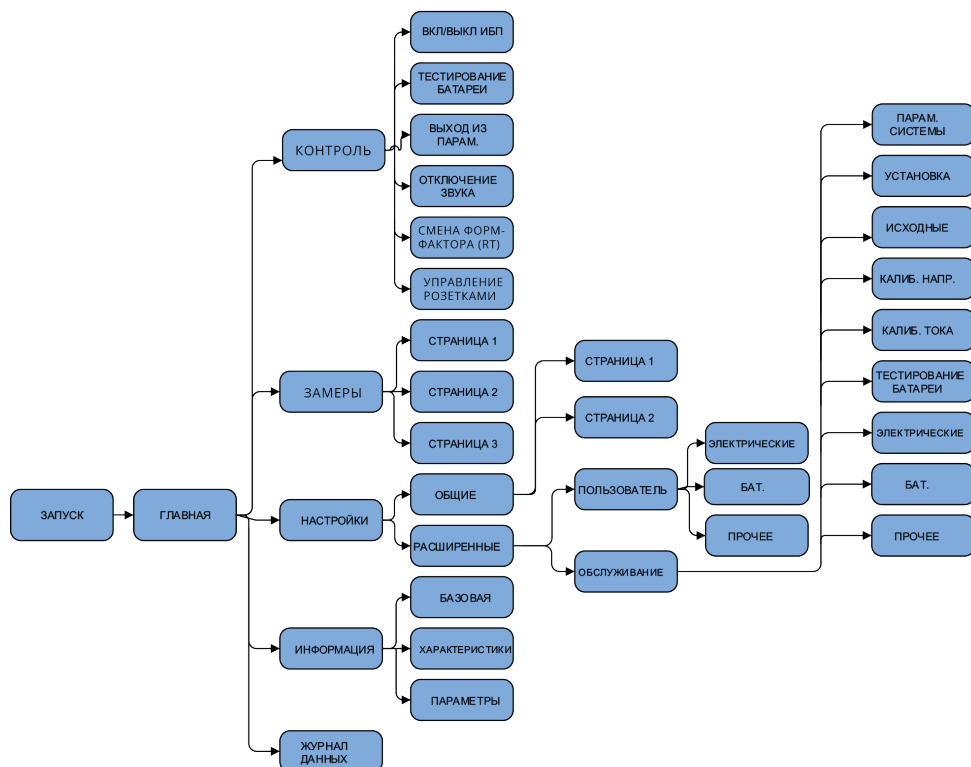 ЗАПУСК
ГЛАВНАЯ
КОНТРОЛЬ
ВКЛ/ВЫКЛ ИБП
ТЕСТИРОВАНИЕ
БАТАРЕИ
ВЫХОД ИЗ
ПАРАМ.
ОТКЛЮЧЕНИЕ
ЗВУКА
СМЕНА ФОРМ-
ФАКТОРА (RT)
УПРАВЛЕНИЕ
РОЗЕТКАМИ
ЗАМЕРЫ
СТРАНИЦА 1
СТРАНИЦА 2
СТРАНИЦА 3
НАСТРОЙКИ
ОБЩИЕ
СТРАНИЦА 1
СТРАНИЦА 2
РАСШИРЕННЫЕ
ПОЛЬЗОВАТЕЛЬ
ЭЛЕКТРИЧЕСКИЕ
БАТ.
ПРОЧЕЕ
ОБСЛУЖИВАНИЕ
ПАРАМ.
СИСТЕМЫ
УСТАНОВКА
ИСХОДНЫЕ
КАЛИБ. НАПР.
КАЛИБ. ТОКА
ТЕСТИРОВАНИЕ
БАТАРЕИ
ЭЛЕКТРИЧЕСКИЕ
БАТ.
ПРОЧЕЕ
ИНФОРМАЦИЯ
БАЗОВАЯ
ХАРАКТЕРИСТИКИ
ПАРАМЕТРЫ
ЖУРНАЛ
ДАННЫХ